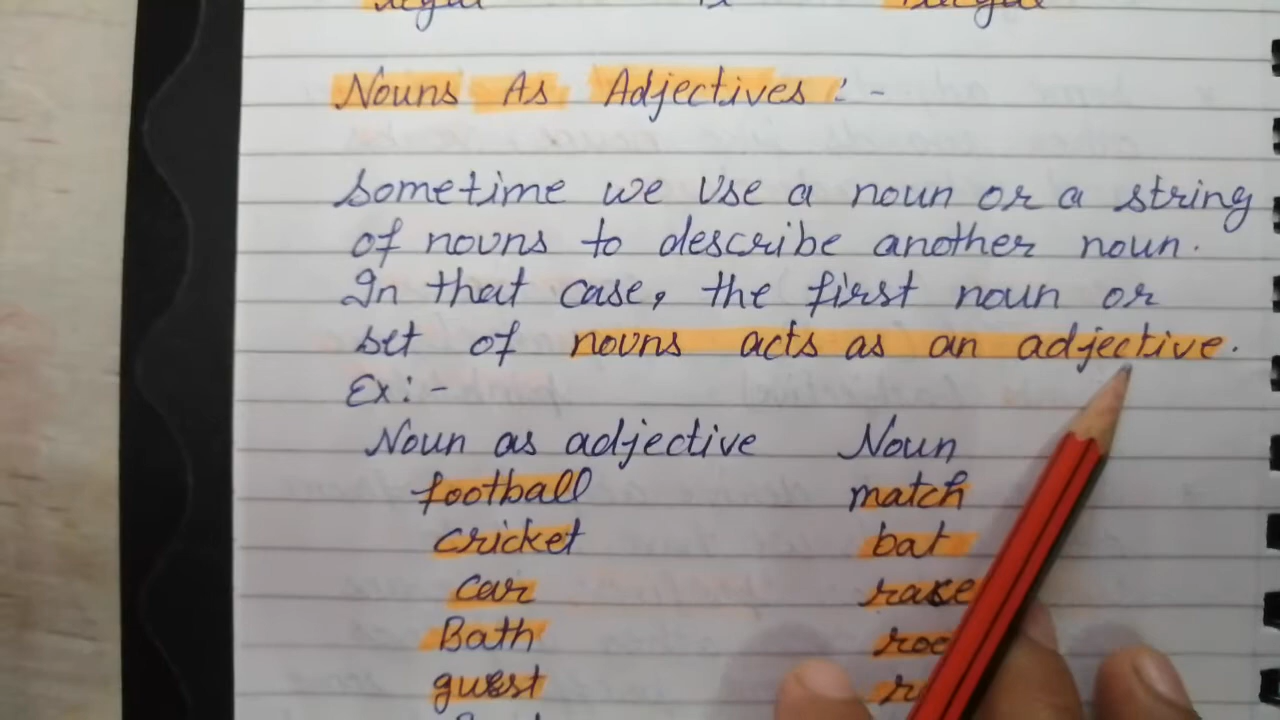 Nouns As Adjectives :-
Sometime we use a noun or a string
of nouns to describe another noun.
In that case, the first noun or
set of nouns acts as an adjective.
Ex:-
Noun as adjective Noun
football match
cricket bat
car
Bath
guest